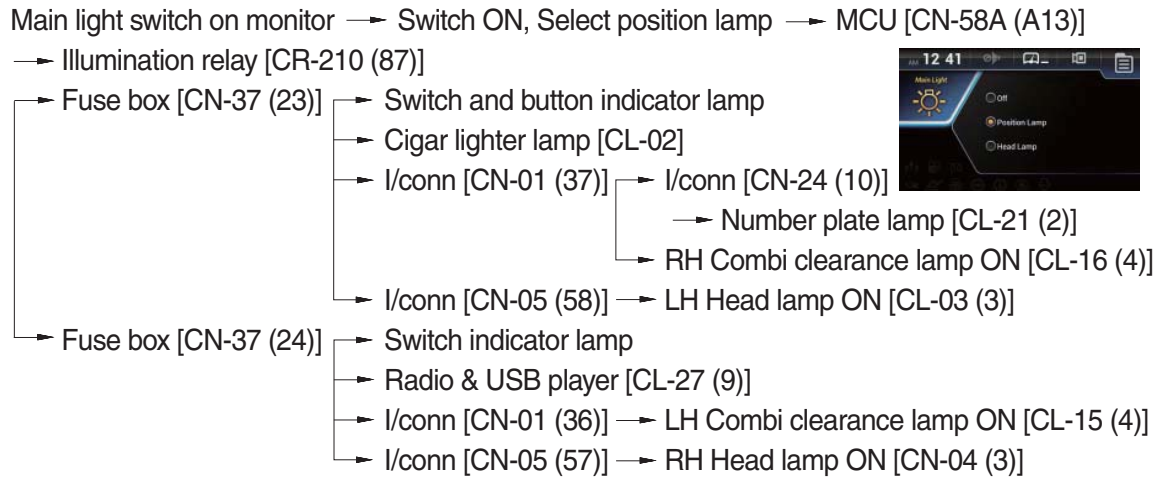 Main light switch on monitor → Switch ON, Select position lamp → MCU [CN-58A (A13)]
→ Illumination relay [CR-210 (87)]
AM 12 41
Main Light
Off
Position Lamp
Head Lamp
→ Fuse box [CN-37 (23)] → Switch and button indicator lamp
→ Cigar lighter lamp [CL-02]
→ I/conn [CN-01 (37)] → I/conn [CN-24 (10)]
→ Number plate lamp [CL-21 (2)]
→ RH Combi clearance lamp ON [CL-16 (4)]
→ I/conn [CN-05 (58)] → LH Head lamp ON [CL-03 (3)]
→ Fuse box [CN-37 (24)] → Switch indicator lamp
→ Radio & USB player [CL-27 (9)]
→ I/conn [CN-01 (36)] → LH Combi clearance lamp ON [CL-15 (4)]
→ I/conn [CN-05 (57)] → RH Head lamp ON [CN-04 (3)]